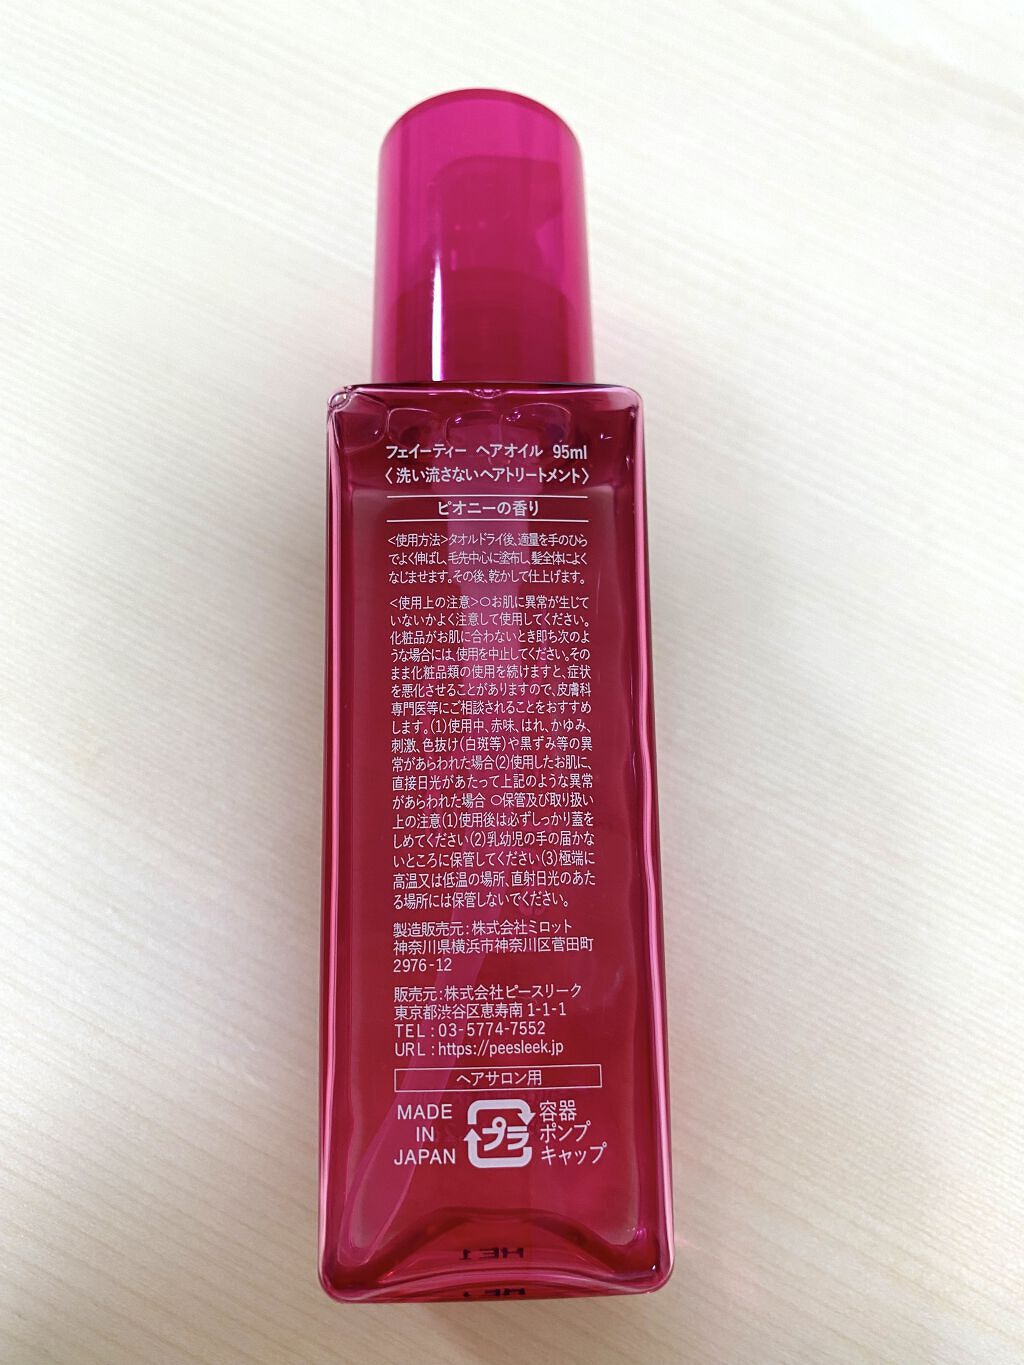 フェイーティー ヘアオイル 95ml
〈洗い流さないヘアトリートメント〉
ピオニーの香り
<使用方法>タオルドライ後、適量を手のひら
でよく伸ばし、毛先中心に塗布し、髪全体によく
なじませます。その後、乾かして仕上げます。
<使用上の注意>○お肌に異常が生じて
いないかよく注意して使用してください。
化粧品がお肌に合わないとき即ち次のよ
うな場合には、使用を中止してください。その
まま化粧品類の使用を続けますと、症状
を悪化させることがありますので、皮膚科
専門医等にご相談されることをおすすめ
します。(1)使用中、赤味、はれ、かゆみ、
刺激、色抜け(白斑等)や黒ずみ等の異
常があらわれた場合(2)使用したお肌に、
直接日光があたって上記のような異常
があらわれた場合 ○保管及び取り扱い
上の注意(1)使用後は必ずしっかり蓋を
しめてください(2)乳幼児の手の届かな
いところに保管してください(3)極端に
高温又は低温の場所、直射日光のあた
る場所には保管しないでください。
製造販売元:株式会社ミロット
神奈川県横浜市神奈川区菅田町
2976-12
販売元:株式会社ピースリーク
東京都渋谷区恵寿南1-1-1
TEL:03-5774-7552
URL:https://peesleek.jp
ヘアサロン用
MADE
IN
JAPAN
プラ
容器
ポンプ
キャップ
HE1